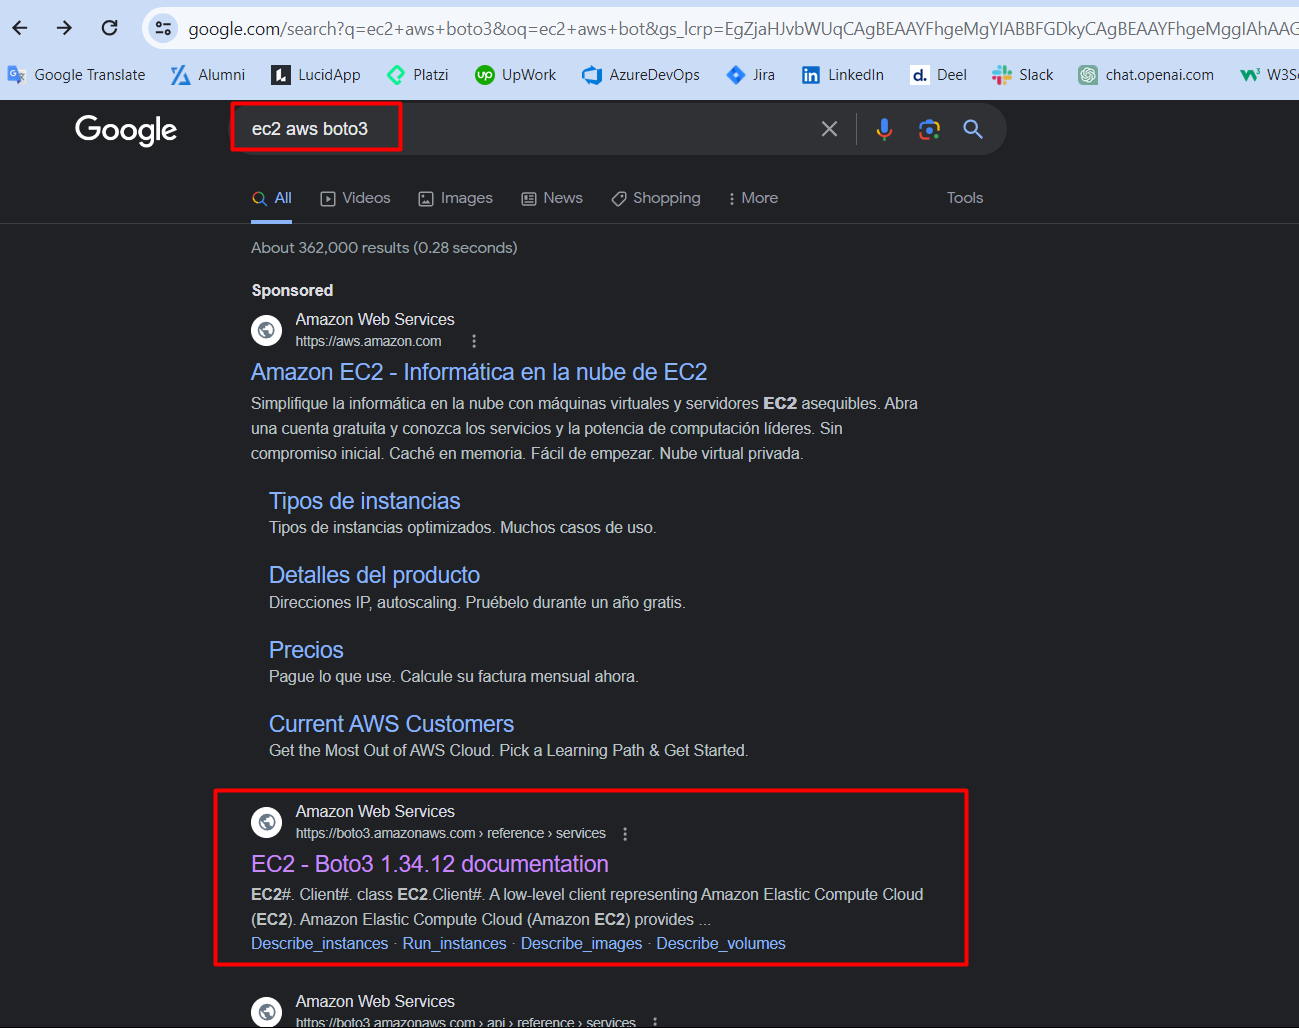 google.com/search?q=ec2+aws+boto3&oq=ec2+aws+bot&gs_lcrp=EgZjaHJvbWUqCAgBEAAYFhgeMgYIABBFGDkyCAgBEAAYFhgeMggIAhAAG
Google Translate Alumni LucidApp Platzi UpWork AzureDevOps Jira LinkedIn Deel Slack chat.openai.com W3Sc
Google ec2 aws boto3
All Videos Images News Shopping More Tools
About 362,000 results (0.28 seconds)
Sponsored
Amazon Web Services
https://aws.amazon.com
Amazon EC2 - Informática en la nube de EC2
Simplifique la informática en la nube con máquinas virtuales y servidores EC2 asequibles. Abra
una cuenta gratuita y conozca los servicios y la potencia de computación líderes. Sin
compromiso inicial. Caché en memoria. Fácil de empezar. Nube virtual privada.
Tipos de instancias
Tipos de instancias optimizados. Muchos casos de uso.
Detalles del producto
Direcciones IP, autoscaling. Pruébelo durante un año gratis.
Precios
Pague lo que use. Calcule su factura mensual ahora.
Current AWS Customers
Get the Most Out of AWS Cloud. Pick a Learning Path & Get Started.
Amazon Web Services
https://boto3.amazonaws.com › reference › services
EC2 - Boto3 1.34.12 documentation
EC2#. Client#. class EC2.Client#. A low-level client representing Amazon Elastic Compute Cloud
(EC2). Amazon Elastic Compute Cloud (Amazon EC2) provides ...
Describe_instances · Run_instances · Describe_images · Describe_volumes
Amazon Web Services
https://boto3.amazonaws.com › api › reference › services